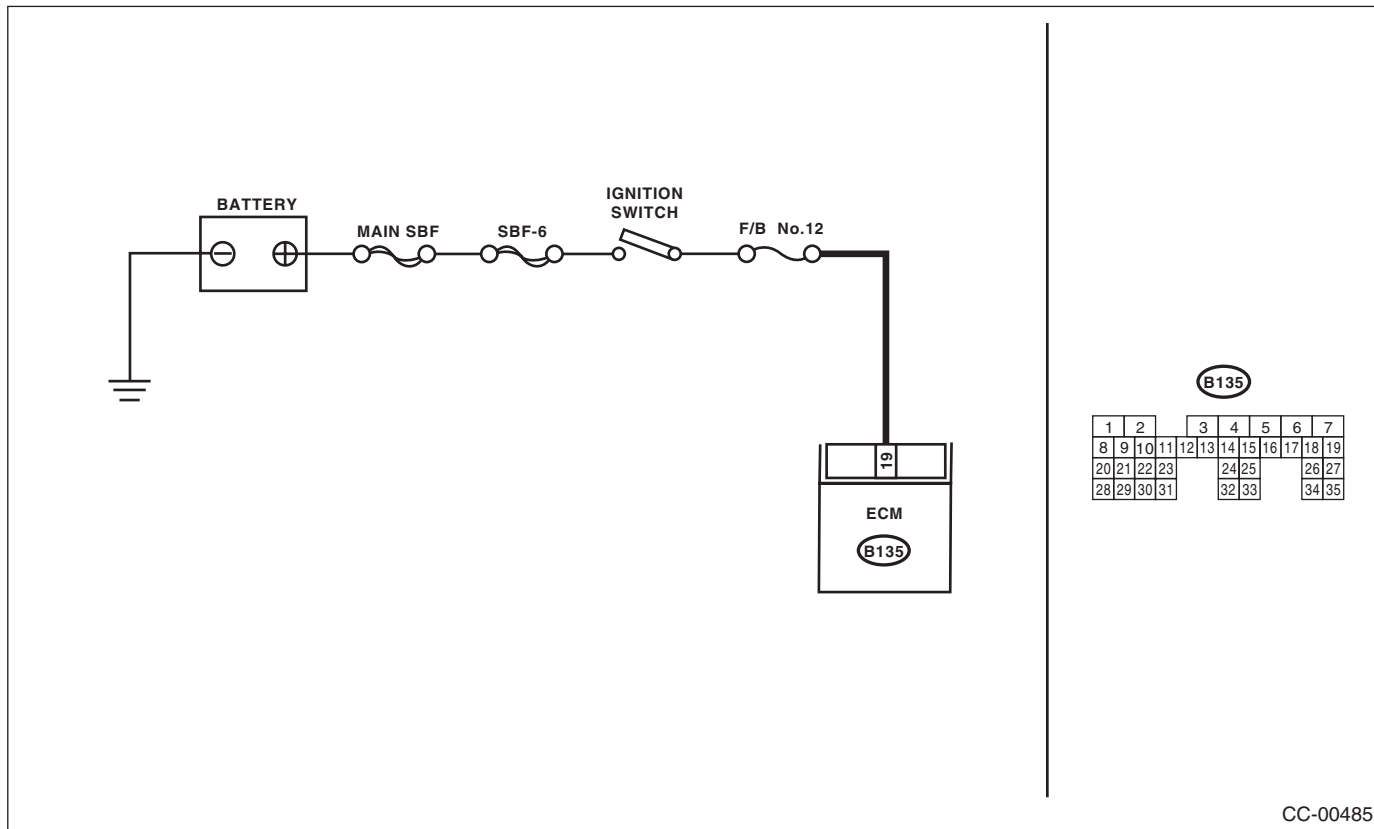 BATTERY
MAIN SBF
SBF-6
IGNITION
SWITCH
F/B No.12
19
ECM
B135
B135
1 2 3 4 5 6 7
8 9 10 11 12 13 14 15 16 17 18 19
20 21 22 23 24 25 26 27
28 29 30 31 32 33 34 35
CC-00485